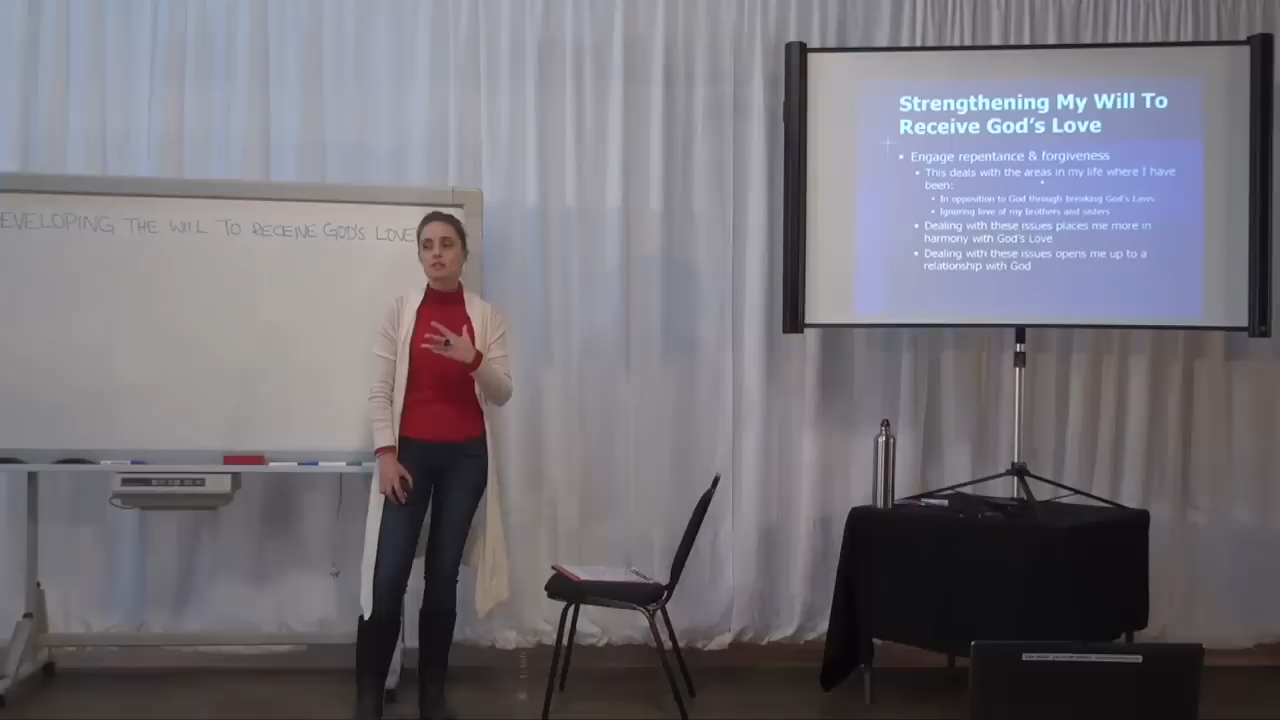 EVELOPING THE WILL TO RECEIVE GOD'S LOVE
Strengthening My Will To
Receive God's Love
Engage repentance & forgiveness
This deals with the areas in my life where I have
been:
In opposition to God through breaking God's Laws
Ignoring love of my brothers and sisters
Dealing with these issues places me more in
harmony with God's Love
Dealing with these issues opens me up to a
relationship with God